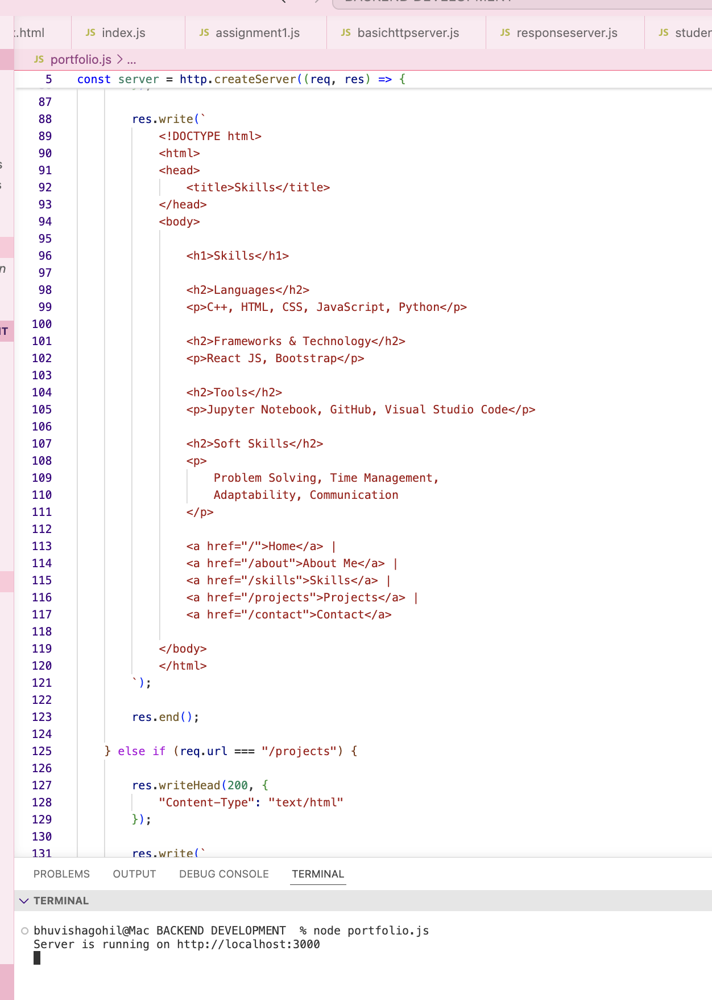 BACKEND DEVELOPMENT
.html
JS index.js
JS assignment1.js
JS basichttpserver.js
JS responseserver.js
JS studen
JS portfolio.js > ...
5 const server = http.createServer((req, res) => {
87
88 res.write(`
89 <!DOCTYPE html>
90 <html>
91 <head>
92 <title>Skills</title>
93 </head>
94 <body>
95
96 <h1>Skills</h1>
97
98 <h2>Languages</h2>
99 <p>C++, HTML, CSS, JavaScript, Python</p>
100
101 <h2>Frameworks & Technology</h2>
102 <p>React JS, Bootstrap</p>
103
104 <h2>Tools</h2>
105 <p>Jupyter Notebook, GitHub, Visual Studio Code</p>
106
107 <h2>Soft Skills</h2>
108 <p>
109 Problem Solving, Time Management,
110 Adaptability, Communication
111 </p>
112
113 <a href="/">Home</a> |
114 <a href="/about">About Me</a> |
115 <a href="/skills">Skills</a> |
116 <a href="/projects">Projects</a> |
117 <a href="/contact">Contact</a>
118
119 </body>
120 </html>
121 `);
122
123 res.end();
124
125 } else if (req.url === "/projects") {
126
127 res.writeHead(200, {
128 "Content-Type": "text/html"
129 });
130
131 res.write(`
PROBLEMS OUTPUT DEBUG CONSOLE TERMINAL
TERMINAL
bhuvishagohil@Mac BACKEND DEVELOPMENT % node portfolio.js
Server is running on http://localhost:3000